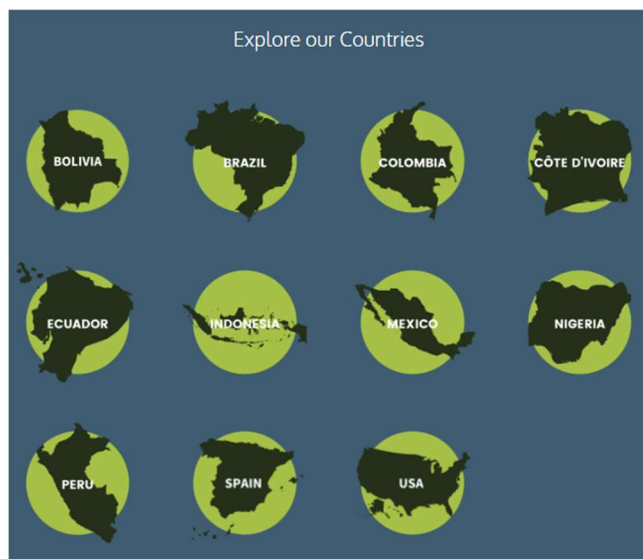 Explore our Countries
BOLIVIA
BRAZIL
COLOMBIA
CÔTE D'IVOIRE
ECUADOR
INDONESIA
MEXICO
NIGERIA
PERU
SPAIN
USA